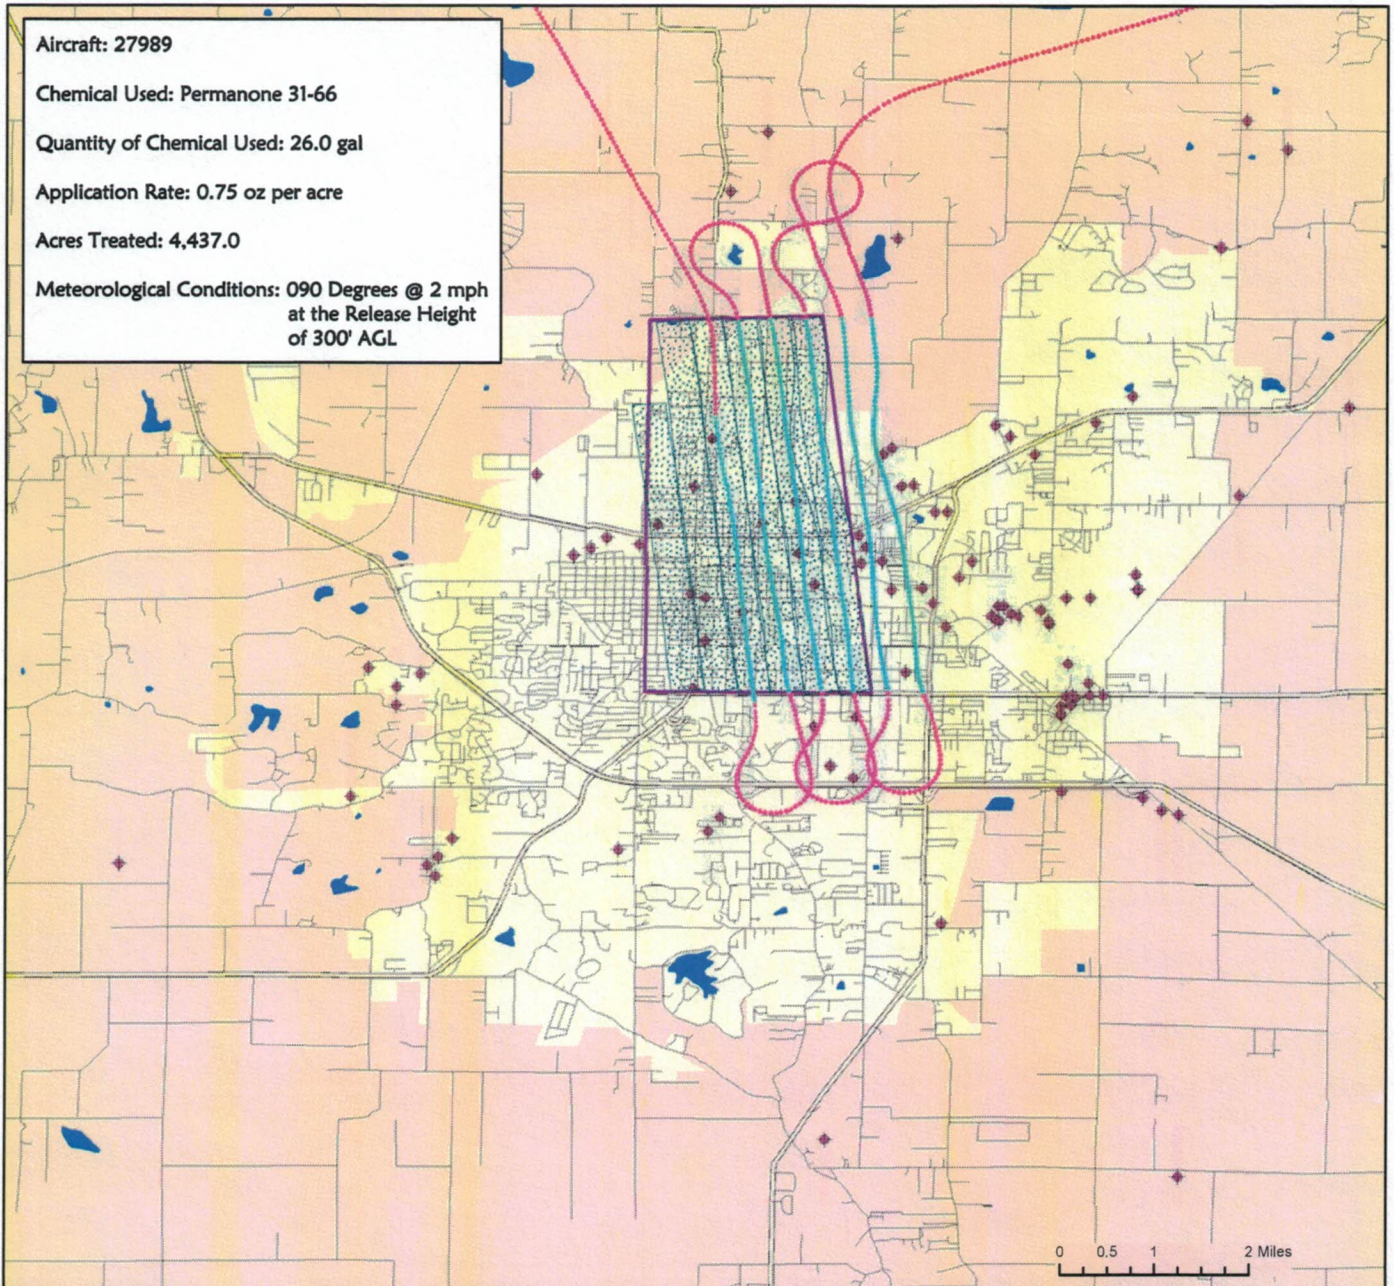 Aircraft: 27989
Chemical Used: Permanone 31-66
Quantity of Chemical Used: 26.0 gal
Application Rate: 0.75 oz per acre
Acres Treated: 4,437.0
Meteorological Conditions: 090 Degrees @ 2 mph
at the Release Height
of 300' AGL
0 0.5 1 2 Miles